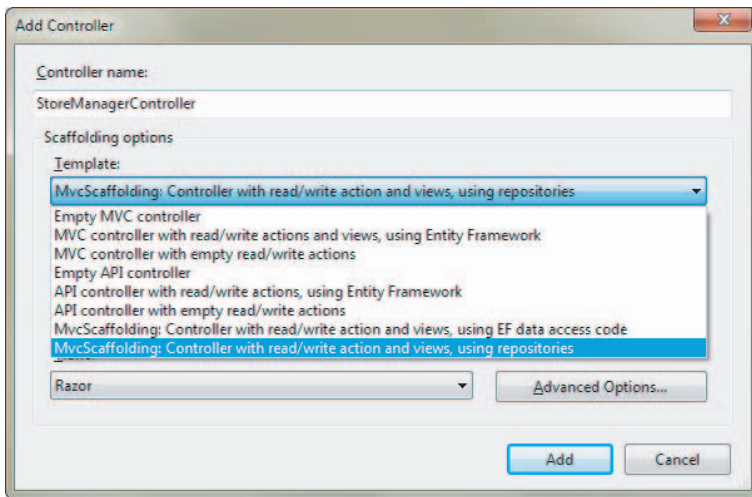 Add Controller
Controller name:
StoreManagerController
Scaffolding options
Template:
MvcScaffolding: Controller with read/write action and views, using repositories
Empty MVC controller
MVC controller with read/write actions and views, using Entity Framework
MVC controller with empty read/write actions
Empty API controller
API controller with read/write actions, using Entity Framework
API controller with empty read/write actions
MvcScaffolding: Controller with read/write action and views, using EF data access code
MvcScaffolding: Controller with read/write action and views, using repositories
Razor
Advanced Options...
Add
Cancel